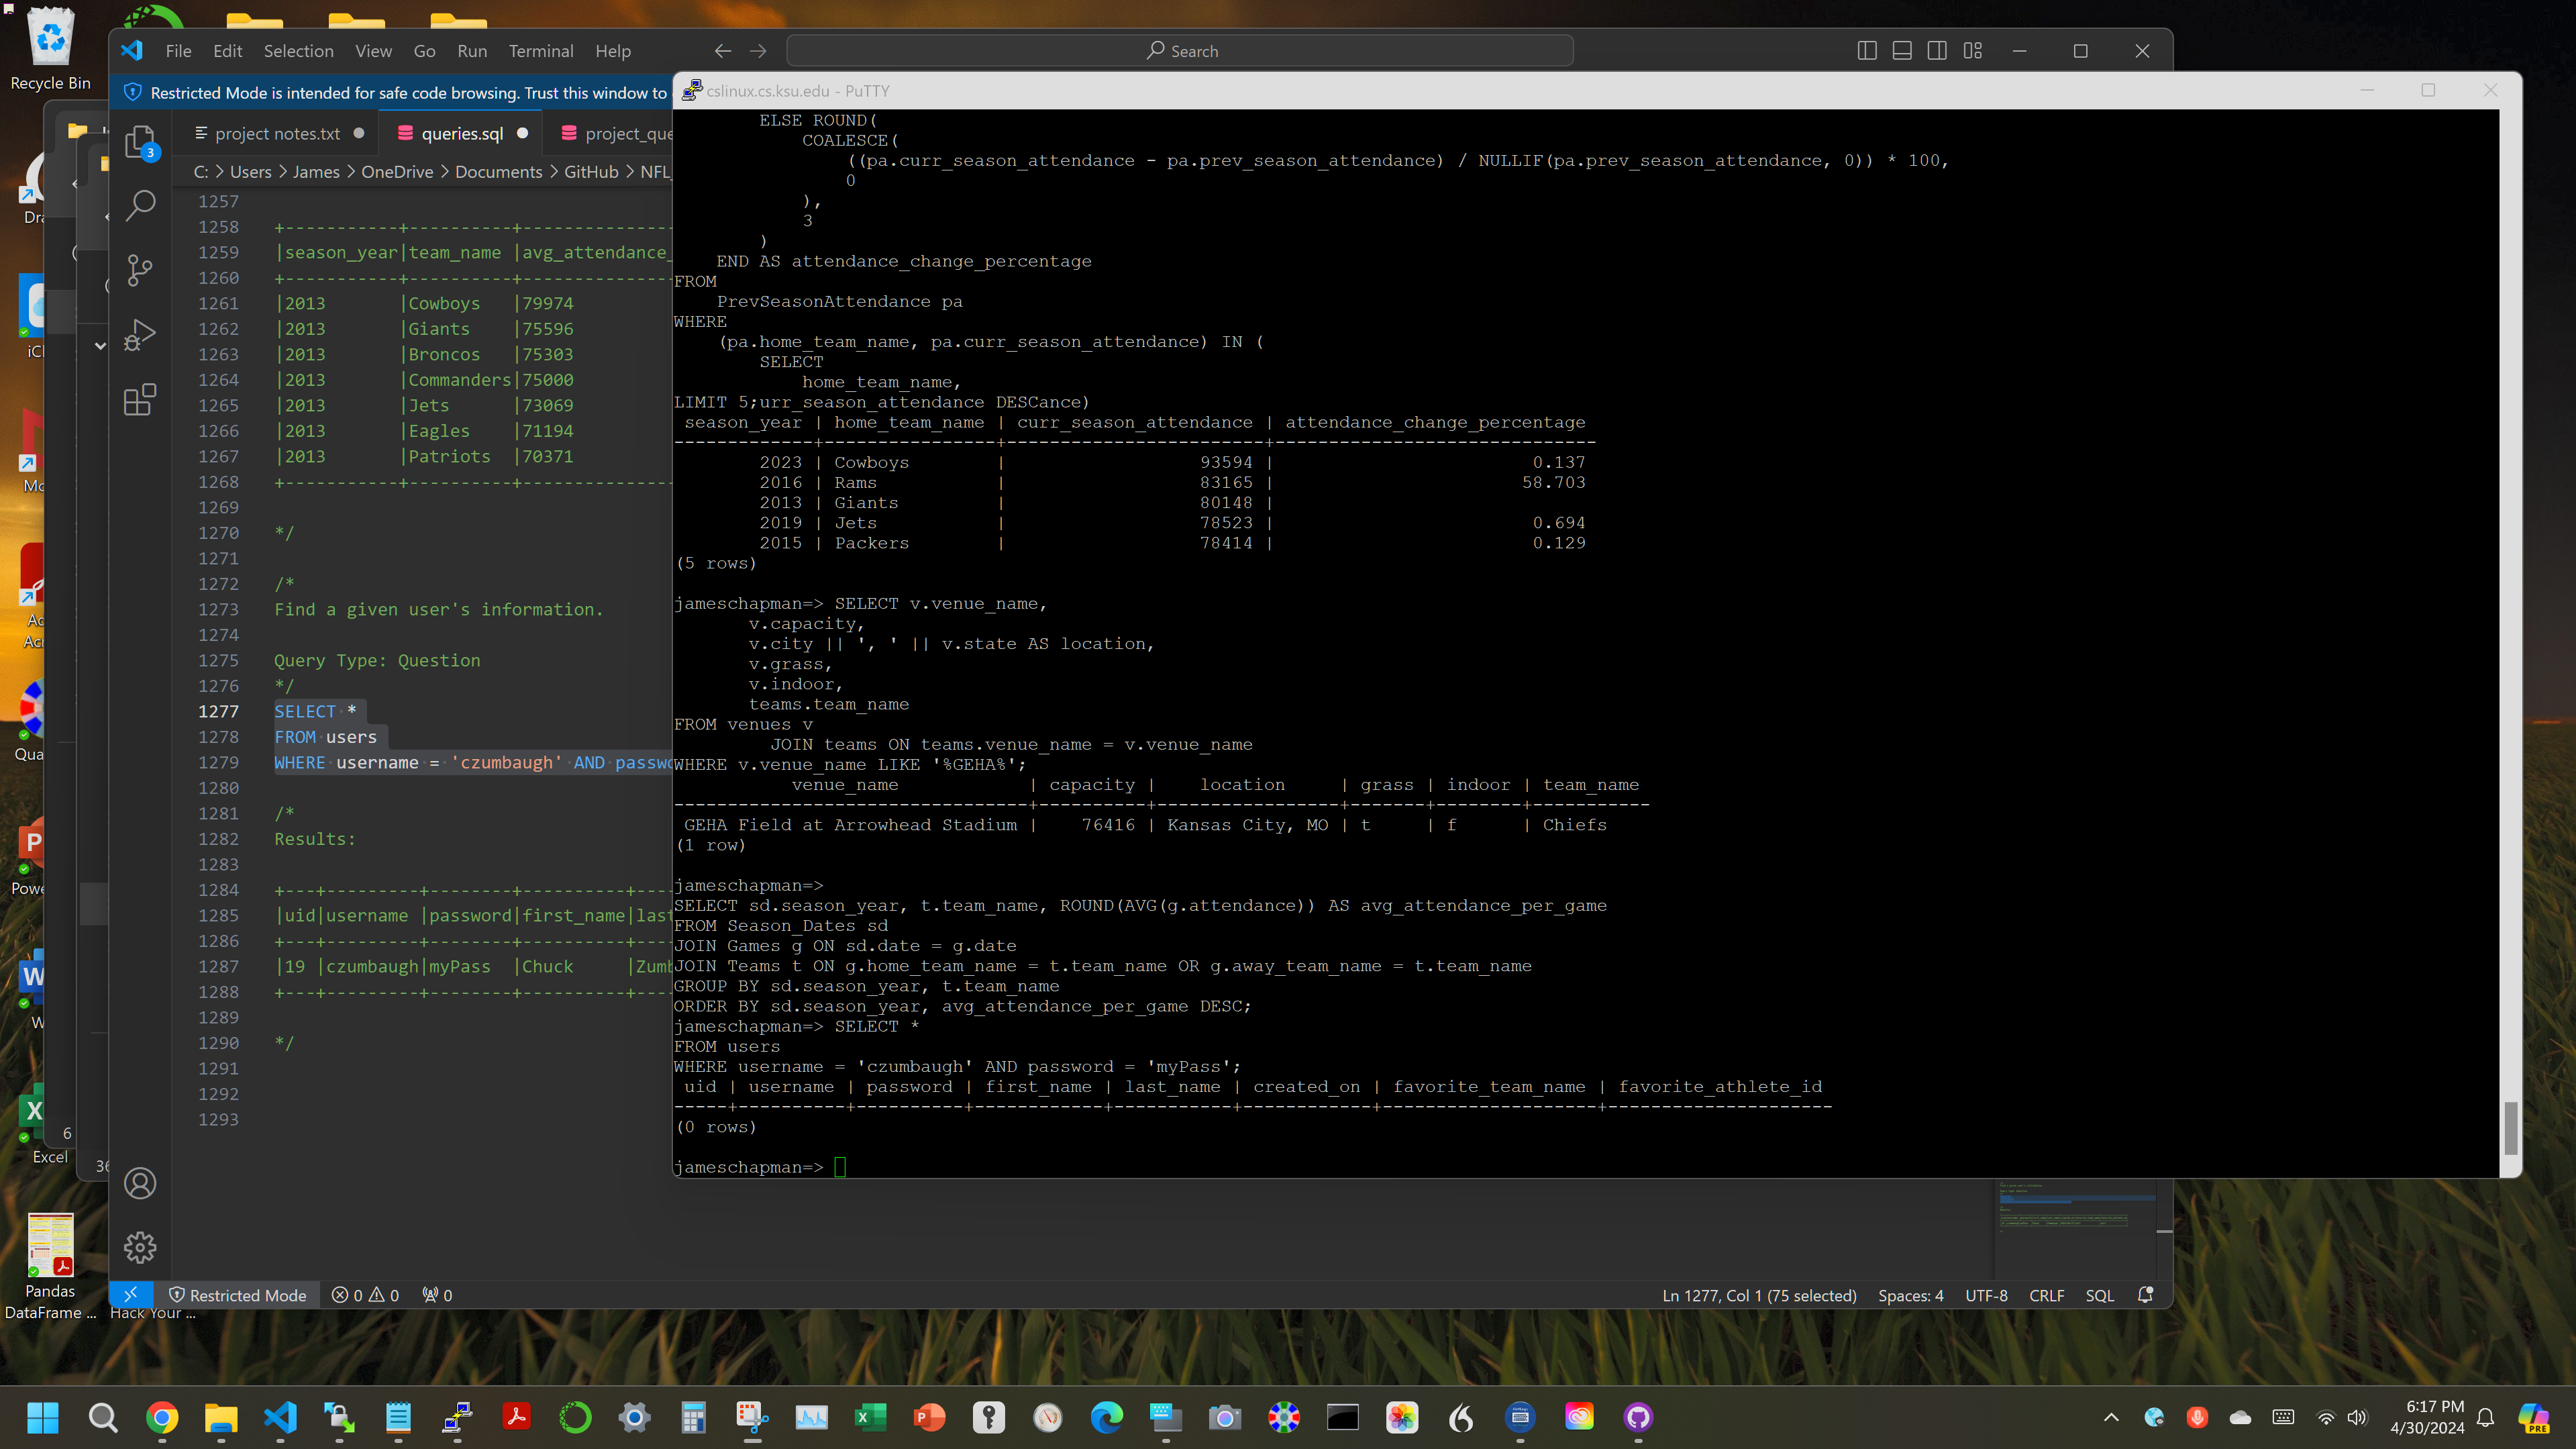 Recycle Bin
File Edit Selection View Go Run Terminal Help
Search
Restricted Mode is intended for safe code browsing. Trust this window to
project notes.txt
queries.sql
project_que
C: > Users > James > OneDrive > Documents > GitHub > NFL_
1257
1258 +-----------+----------+---------------
1259 |season_year|team_name |avg_attendance_
1260 +-----------+----------+---------------
1261 |2013       |Cowboys   |79974
1262 |2013       |Giants    |75596
1263 |2013       |Broncos   |75303
1264 |2013       |Commanders|75000
1265 |2013       |Jets      |73069
1266 |2013       |Eagles    |71194
1267 |2013       |Patriots  |70371
1268 +-----------+----------+---------------
1269
1270 */
1271
1272 /*
1273 Find a given user's information.
1274
1275 Query Type: Question
1276 */
1277 SELECT *
1278 FROM users
1279 WHERE username = 'czumbaugh' AND passwo
1280
1281 /*
1282 Results:
1283
1284 +---+---------+--------+----------+----
1285 |uid|username |password|first_name|last
1286 +---+---------+--------+----------+----
1287 |19 |czumbaugh|myPass  |Chuck     |Zumb
1288 +---+---------+--------+----------+----
1289
1290 */
1291
1292
1293
3
cslinux.cs.ksu.edu - PuTTY
ELSE ROUND(
COALESCE(
((pa.curr_season_attendance - pa.prev_season_attendance) / NULLIF(pa.prev_season_attendance, 0)) * 100,
0
),
3
)
END AS attendance_change_percentage
FROM
PrevSeasonAttendance pa
WHERE
(pa.home_team_name, pa.curr_season_attendance) IN (
SELECT
home_team_name,
LIMIT 5;urr_season_attendance DESCance)
season_year | home_team_name | curr_season_attendance | attendance_change_percentage
-------------+----------------+------------------------+------------------------------
2023 | Cowboys        |                  93594 |                        0.137
2016 | Rams           |                  83165 |                       58.703
2013 | Giants         |                  80148 |
2019 | Jets           |                  78523 |                        0.694
2015 | Packers        |                  78414 |                        0.129
(5 rows)
jameschapman=> SELECT v.venue_name,
v.capacity,
v.city || ', ' || v.state AS location,
v.grass,
v.indoor,
teams.team_name
FROM venues v
JOIN teams ON teams.venue_name = v.venue_name
WHERE v.venue_name LIKE '%GEHA%';
venue_name            | capacity |    location     | grass | indoor | team_name
---------------------------------+----------+-----------------+-------+--------+-----------
GEHA Field at Arrowhead Stadium |    76416 | Kansas City, MO | t     | f      | Chiefs
(1 row)
jameschapman=>
SELECT sd.season_year, t.team_name, ROUND(AVG(g.attendance)) AS avg_attendance_per_game
FROM Season_Dates sd
JOIN Games g ON sd.date = g.date
JOIN Teams t ON g.home_team_name = t.team_name OR g.away_team_name = t.team_name
GROUP BY sd.season_year, t.team_name
ORDER BY sd.season_year, avg_attendance_per_game DESC;
jameschapman=> SELECT *
FROM users
WHERE username = 'czumbaugh' AND password = 'myPass';
uid | username | password | first_name | last_name | created_on | favorite_team_name | favorite_athlete_id
-----+----------+----------+------------+-----------+------------+--------------------+---------------------
(0 rows)
jameschapman=>
Dra
iCl
Mc
Ac
Acr
Qua
Powe
W
Excel
6
36
Pandas
DataFrame ...
Hack Your ...
Restricted Mode
0
0
0
Ln 1277, Col 1 (75 selected)
Spaces: 4
UTF-8
CRLF
SQL
6:17 PM
4/30/2024
PRE